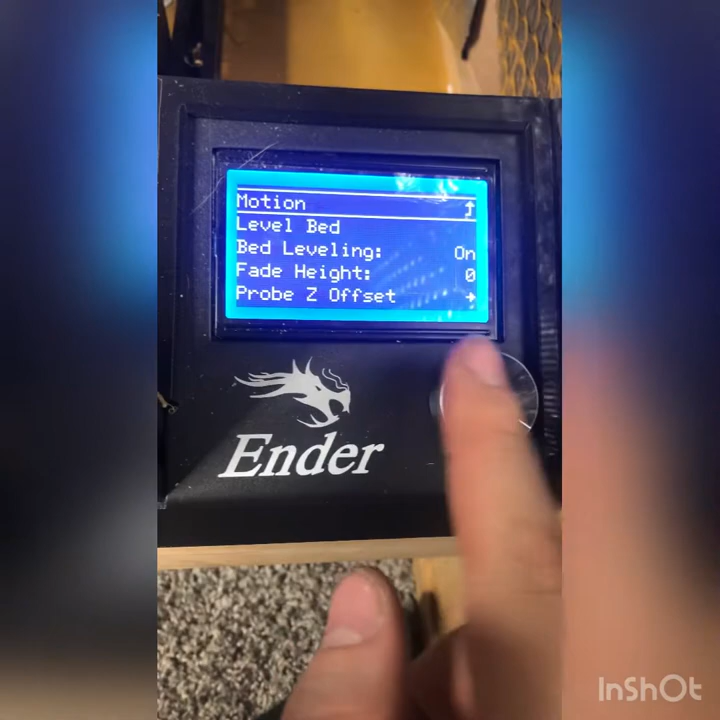 Motion
Level Bed
Bed Leveling: On
Fade Height: 0
Probe Z Offset
Ender
InShOt